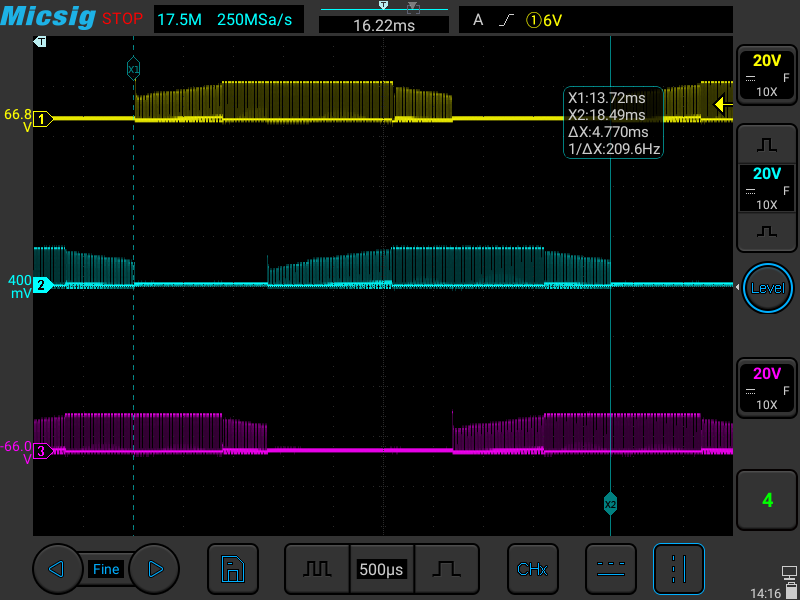 Micsig STOP 17.5M 250MSa/s 16.22ms A ①6V
T
T
20V
F
10X
X1
66.8
V
1
X1:13.72ms
X2:18.49ms
ΔX:4.770ms
1/ΔX:209.6Hz
20V
F
10X
400
mV
2
Level
20V
F
10X
-66.0
V
3
X2
4
Fine
500μs
CHx
14:16